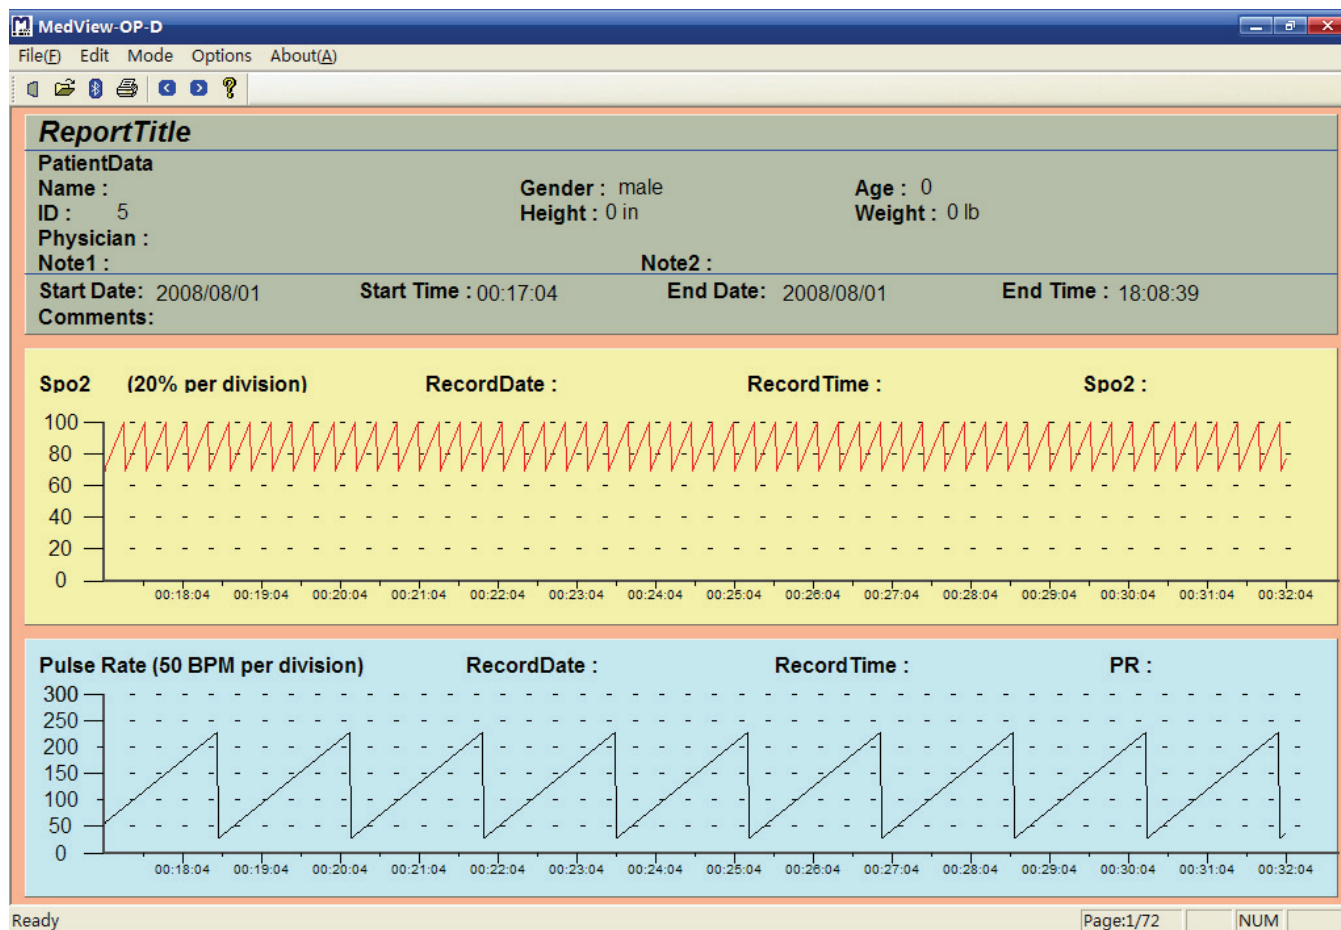 MedView-OP-D
File(F) Edit Mode Options About(A)
ReportTitle
PatientData
Name : Gender : male Age : 0
ID : 5 Height : 0 in Weight : 0 lb
Physician :
Note1 : Note2 :
Start Date: 2008/08/01 Start Time : 00:17:04 End Date: 2008/08/01 End Time : 18:08:39
Comments:
Spo2 (20% per division) RecordDate : RecordTime : Spo2 :
100
80
60
40
20
0
00:18:04 00:19:04 00:20:04 00:21:04 00:22:04 00:23:04 00:24:04 00:25:04 00:26:04 00:27:04 00:28:04 00:29:04 00:30:04 00:31:04 00:32:04
Pulse Rate (50 BPM per division) RecordDate : RecordTime : PR :
300
250
200
150
100
50
0
00:18:04 00:19:04 00:20:04 00:21:04 00:22:04 00:23:04 00:24:04 00:25:04 00:26:04 00:27:04 00:28:04 00:29:04 00:30:04 00:31:04 00:32:04
Ready Page:1/72 NUM